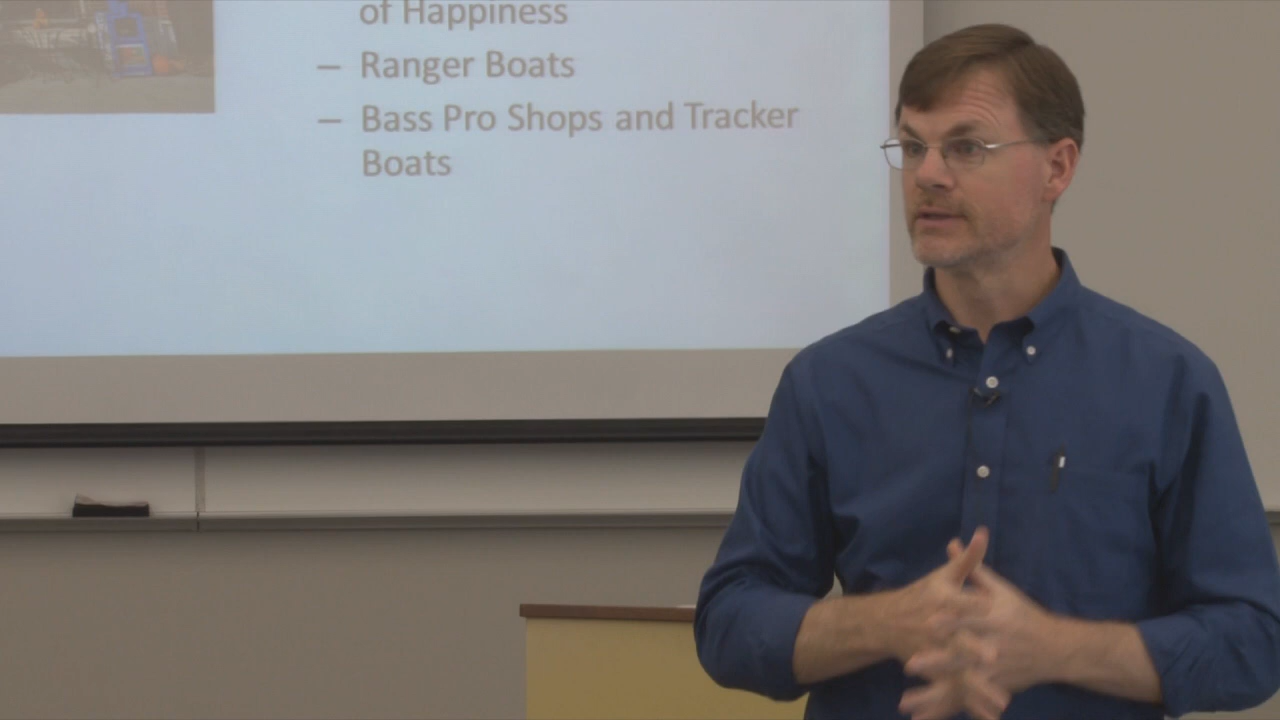 of Happiness
– Ranger Boats
– Bass Pro Shops and Tracker
Boats